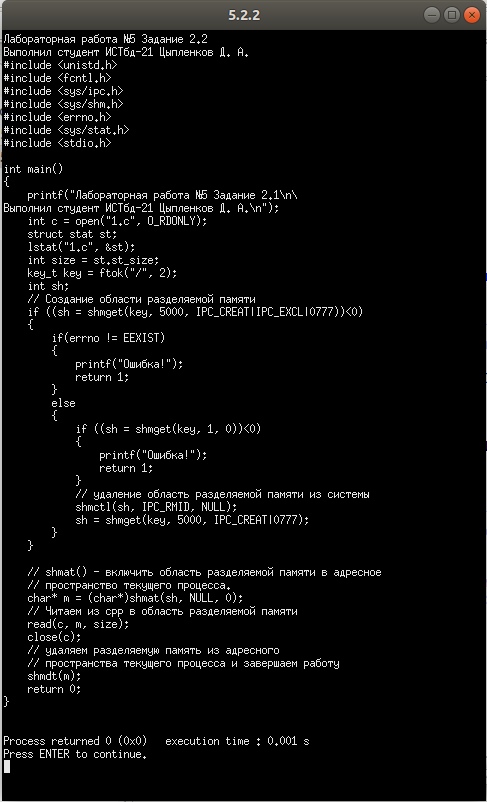 5.2.2
Лабораторная работа №5 Задание 2.2
Выполнил студент ИСТбд-21 Цыпленков Д. А.
#include <unistd.h>
#include <fcntl.h>
#include <sys/ipc.h>
#include <sys/shm.h>
#include <errno.h>
#include <sys/stat.h>
#include <stdio.h>

int main()
{
    printf("Лабораторная работа №5 Задание 2.1\n\
Выполнил студент ИСТбд-21 Цыпленков Д. А.\n");
    int c = open("1.c", O_RDONLY);
    struct stat st;
    lstat("1.c", &st);
    int size = st.st_size;
    key_t key = ftok("/", 2);
    int sh;
    // Создание области разделяемой памяти
    if ((sh = shmget(key, 5000, IPC_CREAT|IPC_EXCL|0777))<0)
    {
        if(errno != EEXIST)
        {
            printf("Ошибка!");
            return 1;
        }
        else
        {
            if ((sh = shmget(key, 1, 0))<0)
            {
                printf("Ошибка!");
                return 1;
            }
            // удаление область разделяемой памяти из системы
            shmctl(sh, IPC_RMID, NULL);
            sh = shmget(key, 5000, IPC_CREAT|0777);
        }
    }

    // shmat() - включить область разделяемой памяти в адресное
    // пространство текущего процесса.
    char* m = (char*)shmat(sh, NULL, 0);
    // Читаем из cpp в область разделяемой памяти
    read(c, m, size);
    close(c);
    // удаляем разделяемую память из адресного
    // пространства текущего процесса и завершаем работу
    shmdt(m);
    return 0;
}

Process returned 0 (0x0)   execution time : 0.001 s
Press ENTER to continue.